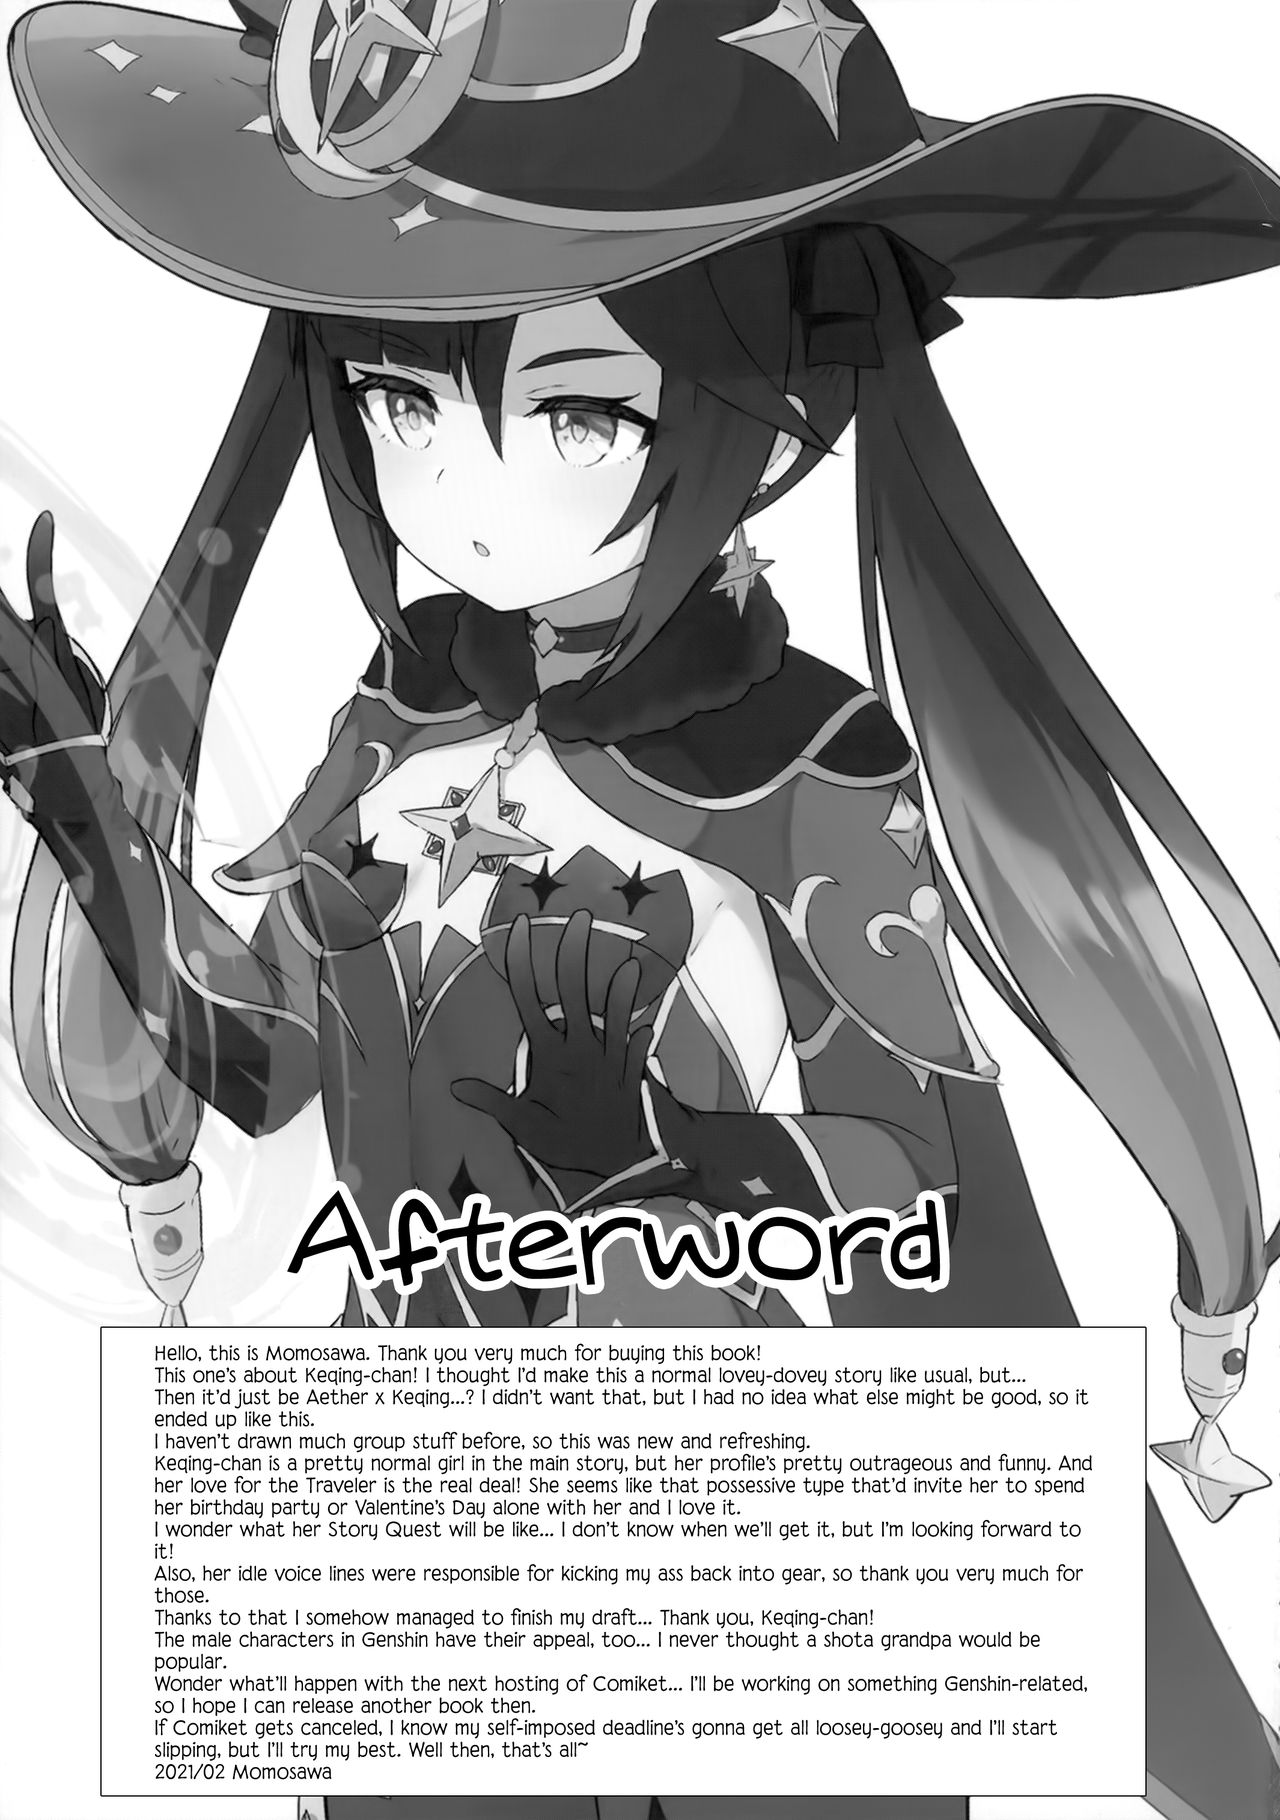 Afterword
Hello, this is Momosawa. Thank you very much for buying this book!
This one's about Keqing-chan! I thought I'd make this a normal lovey-dovey story like usual, but...
Then it'd just be Aether x Keqing...? I didn't want that, but I had no idea what else might be good, so it
ended up like this.
I haven't drawn much group stuff before, so this was new and refreshing.
Keqing-chan is a pretty normal girl in the main story, but her profile's pretty outrageous and funny. And
her love for the Traveler is the real deal! She seems like that possessive type that'd invite her to spend
her birthday party or Valentine's Day alone with her and I love it.
I wonder what her Story Quest will be like... I don't know when we'll get it, but I'm looking forward to
it!
Also, her idle voice lines were responsible for kicking my ass back into gear, so thank you very much for
those.
Thanks to that I somehow managed to finish my draft... Thank you, Keqing-chan!
The male characters in Genshin have their appeal, too... I never thought a shota grandpa would be
popular.
Wonder what'll happen with the next hosting of Comiket... I'll be working on something Genshin-related,
so I hope I can release another book then.
If Comiket gets canceled, I know my self-imposed deadline's gonna get all loosey-goosey and I'll start
slipping, but I'll try my best. Well then, that's all~
2021/02 Momosawa